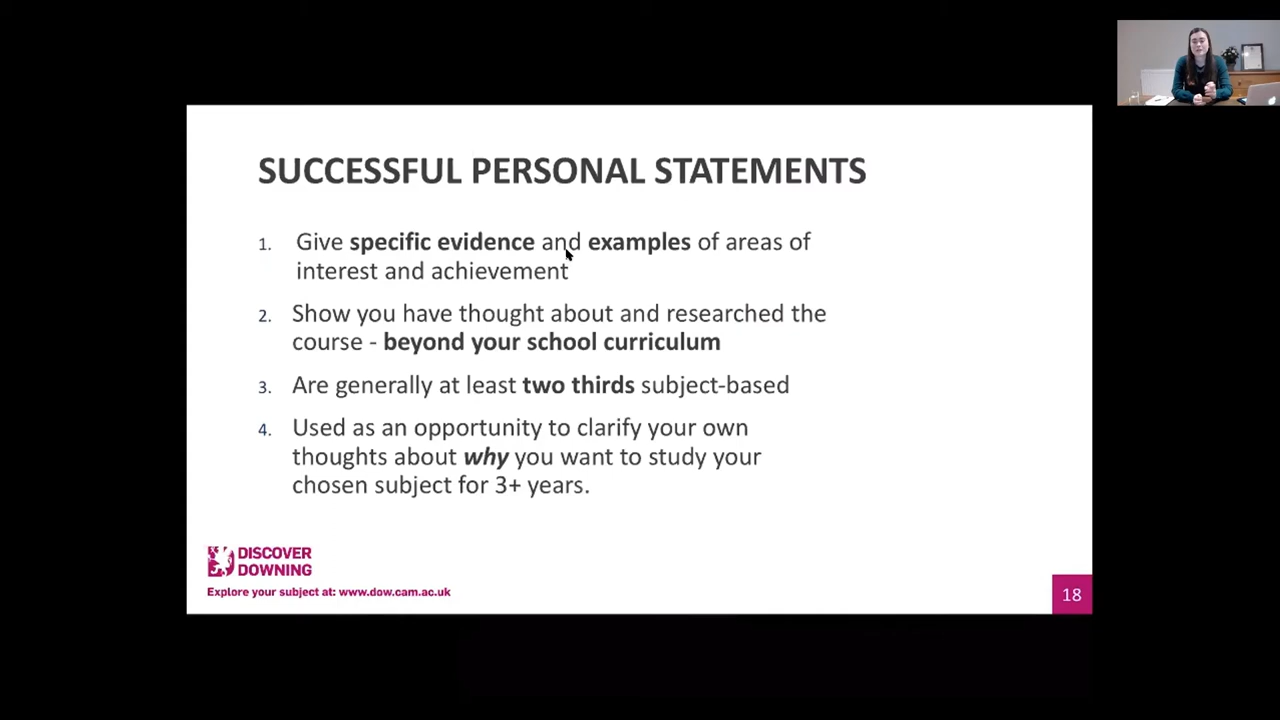 SUCCESSFUL PERSONAL STATEMENTS
1. Give specific evidence and examples of areas of
interest and achievement
2. Show you have thought about and researched the
course - beyond your school curriculum
3. Are generally at least two thirds subject-based
4. Used as an opportunity to clarify your own
thoughts about why you want to study your
chosen subject for 3+ years.
DISCOVER
DOWNING
Explore your subject at: www.dow.cam.ac.uk
18